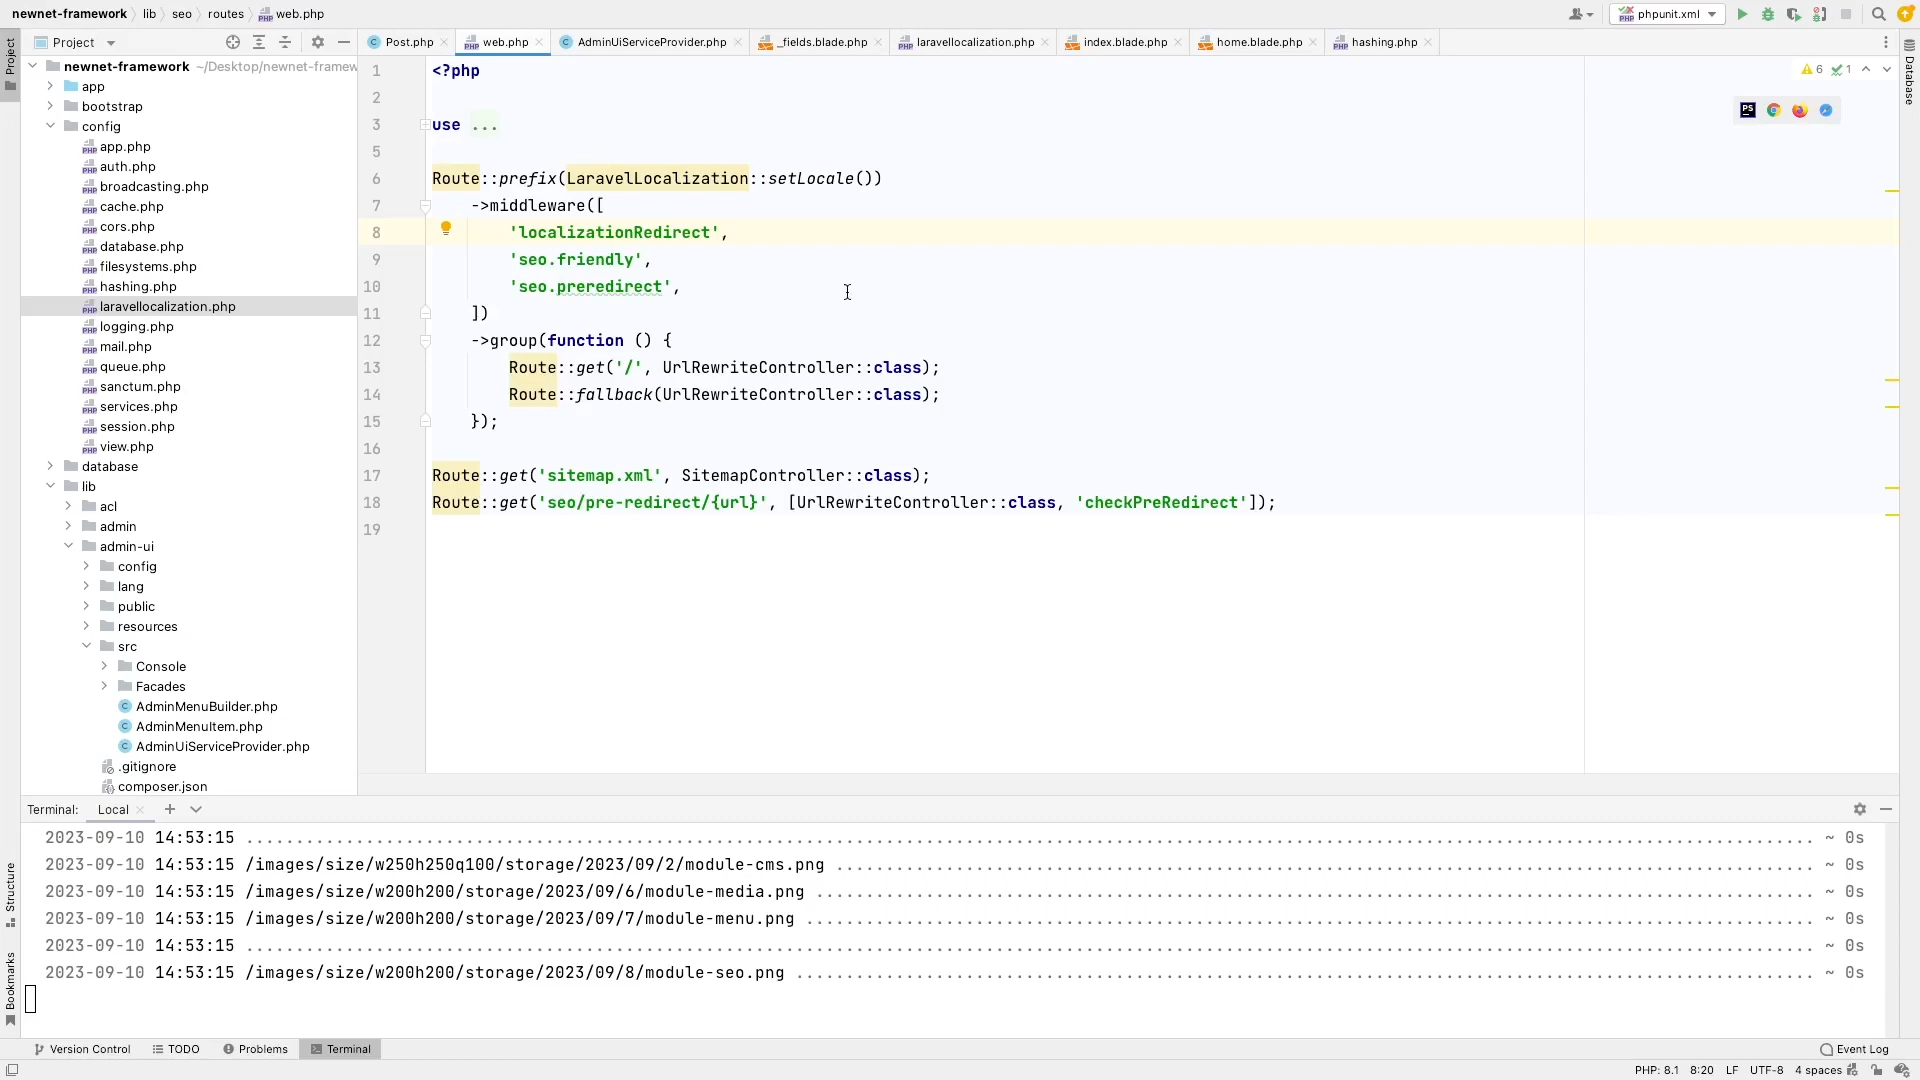 newnet-framework lib seo routes web.php
phpunit.xml
Project
Post.php web.php AdminUiServiceProvider.php _fields.blade.php laravellocalization.php index.blade.php home.blade.php hashing.php
Project
Database
Structure
Bookmarks
newnet-framework ~/Desktop/newnet-framew
app
bootstrap
config
app.php
auth.php
broadcasting.php
cache.php
cors.php
database.php
filesystems.php
hashing.php
laravellocalization.php
logging.php
mail.php
queue.php
sanctum.php
services.php
session.php
view.php
database
lib
acl
admin
admin-ui
config
lang
public
resources
src
Console
Facades
AdminMenuBuilder.php
AdminMenuItem.php
AdminUiServiceProvider.php
.gitignore
composer.json
6 1
1 <?php
2
3 use ...
5
6 Route::prefix(LaravelLocalization::setLocale())
7 ->middleware([
8 'localizationRedirect',
9 'seo.friendly',
10 'seo.preredirect',
11 ])
12 ->group(function () {
13 Route::get('/', UrlRewriteController::class);
14 Route::fallback(UrlRewriteController::class);
15 });
16
17 Route::get('sitemap.xml', SitemapController::class);
18 Route::get('seo/pre-redirect/{url}', [UrlRewriteController::class, 'checkPreRedirect']);
19
Terminal: Local
2023-09-10 14:53:15 ........ ~ 0s
2023-09-10 14:53:15 /images/size/w250h250q100/storage/2023/09/2/module-cms.png ........ ~ 0s
2023-09-10 14:53:15 /images/size/w200h200/storage/2023/09/6/module-media.png ........ ~ 0s
2023-09-10 14:53:15 /images/size/w200h200/storage/2023/09/7/module-menu.png ........ ~ 0s
2023-09-10 14:53:15 ........ ~ 0s
2023-09-10 14:53:15 /images/size/w200h200/storage/2023/09/8/module-seo.png ........ ~ 0s
Version Control TODO Problems Terminal Event Log
PHP: 8.1 8:20 LF UTF-8 4 spaces